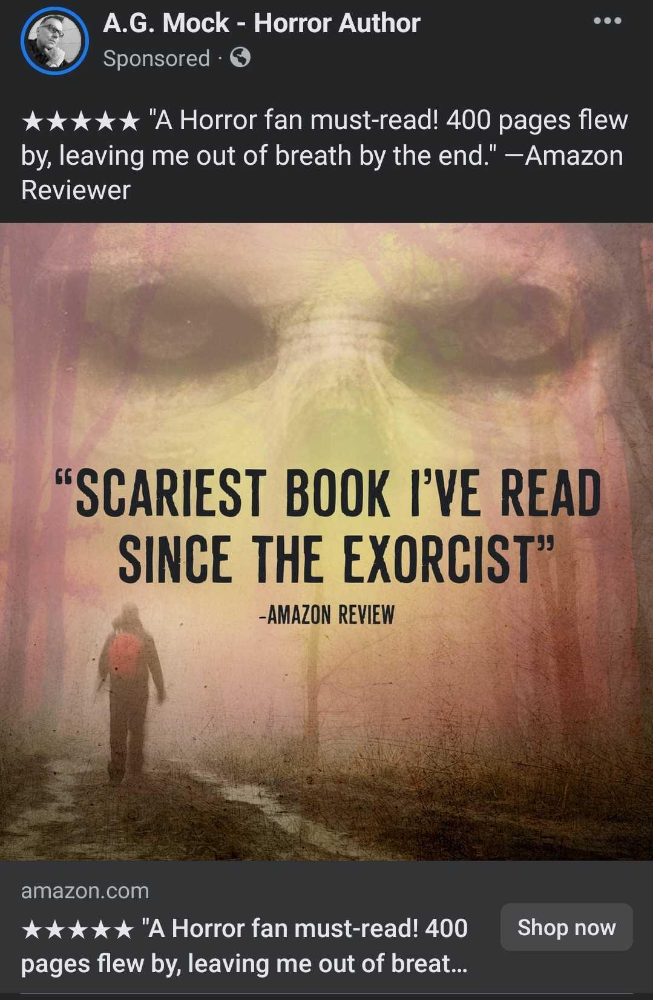 A.G. Mock - Horror Author
Sponsored ·
★★★★★ "A Horror fan must-read! 400 pages flew
by, leaving me out of breath by the end." —Amazon
Reviewer
“SCARIEST BOOK I’VE READ
SINCE THE EXORCIST”
-AMAZON REVIEW
amazon.com
★★★★★ "A Horror fan must-read! 400
pages flew by, leaving me out of breat...
Shop now